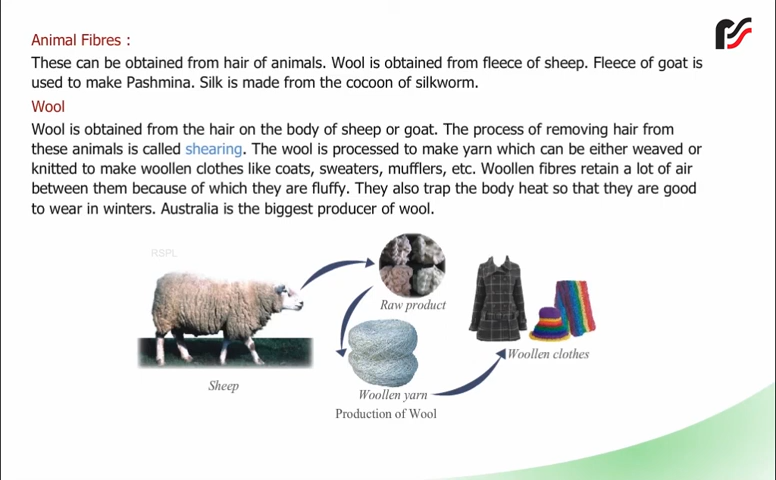 Animal Fibres :
These can be obtained from hair of animals. Wool is obtained from fleece of sheep. Fleece of goat is
used to make Pashmina. Silk is made from the cocoon of silkworm.
Wool
Wool is obtained from the hair on the body of sheep or goat. The process of removing hair from
these animals is called shearing. The wool is processed to make yarn which can be either weaved or
knitted to make woollen clothes like coats, sweaters, mufflers, etc. Woollen fibres retain a lot of air
between them because of which they are fluffy. They also trap the body heat so that they are good
to wear in winters. Australia is the biggest producer of wool.
RSPL
Raw product
Woollen clothes
Sheep
Woollen yarn
Production of Wool